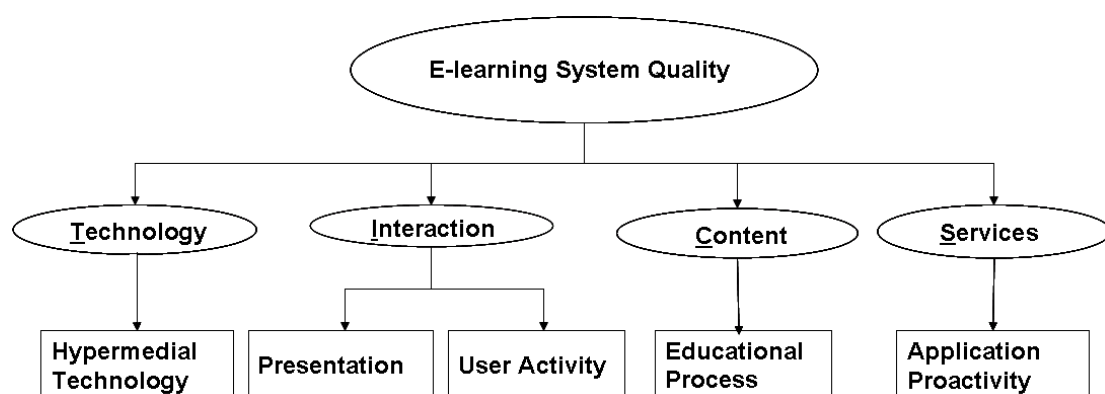 E-learning System Quality
Technology
Interaction
Content
Services
Hypermedial
Technology
Presentation
User Activity
Educational
Process
Application
Proactivity